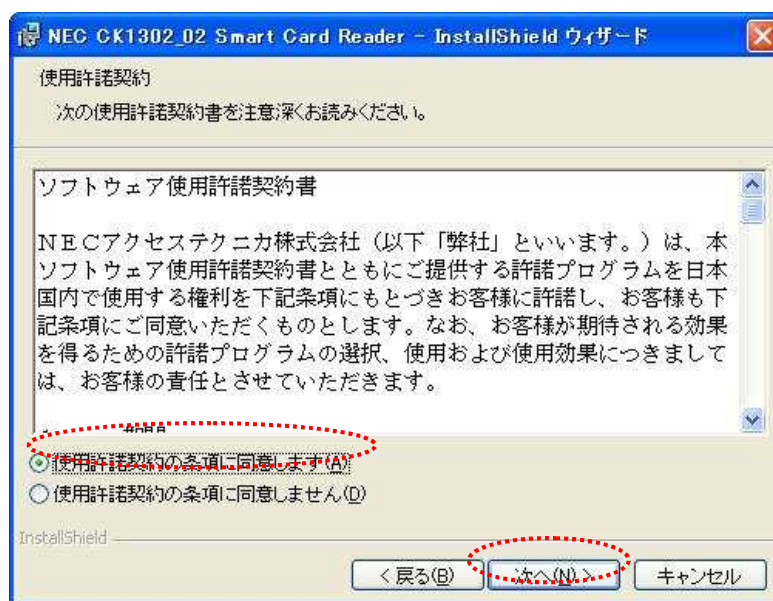 NEC CK1302_02 Smart Card Reader - InstallShield ウィザード
使用許諾契約
次の使用許諾契約書を注意深くお読みください。
ソフトウェア使用許諾契約書
ＮＥＣアクセステクニカ株式会社（以下「弊社」といいます。）は、本
ソフトウェア使用許諾契約書とともにご提供する許諾プログラムを日本
国内で使用する権利を下記条項にもとづきお客様に許諾し、お客様も下
記条項にご同意いただくものとします。なお、お客様が期待される効果
を得るための許諾プログラムの選択、使用および使用効果につきまして
は、お客様の責任とさせていただきます。
使用許諾契約の条項に同意します(A)
使用許諾契約の条項に同意しません(D)
InstallShield
< 戻る(B)
次へ(N) >
キャンセル